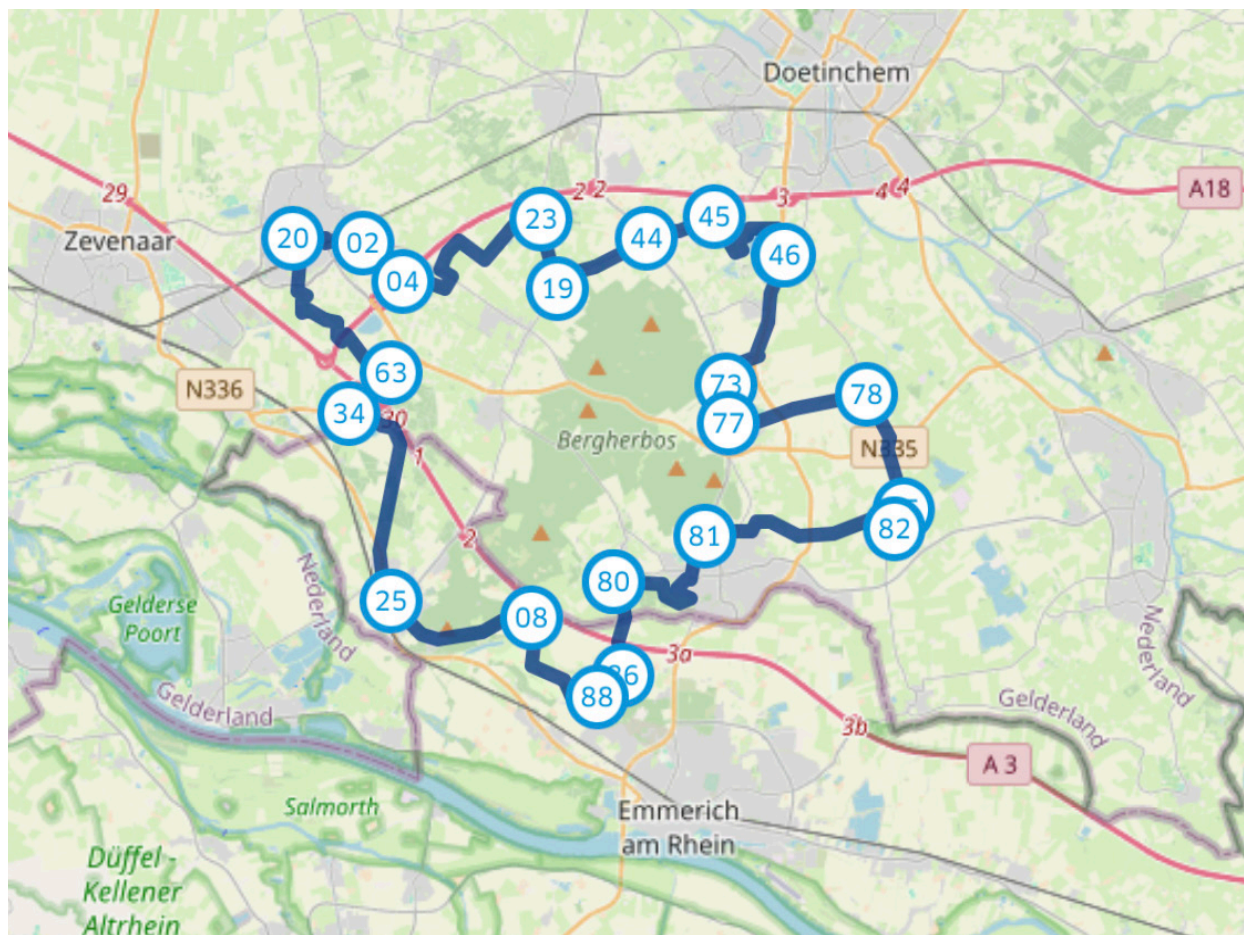 Doetinchem
29
2
2
3
4
4
A18
Zevenaar
20
02
23
45
44
46
04
19
63
73
78
N336
34
30
77
Bergherbos
N335
1
2
82
81
Nederland
80
25
08
Gelderse
Poort
3a
88
Nederland
Gelderland
Gelderland
3b
A 3
Salmorth
Emmerich
am Rhein
Düffel -
Kellener
Altrhein